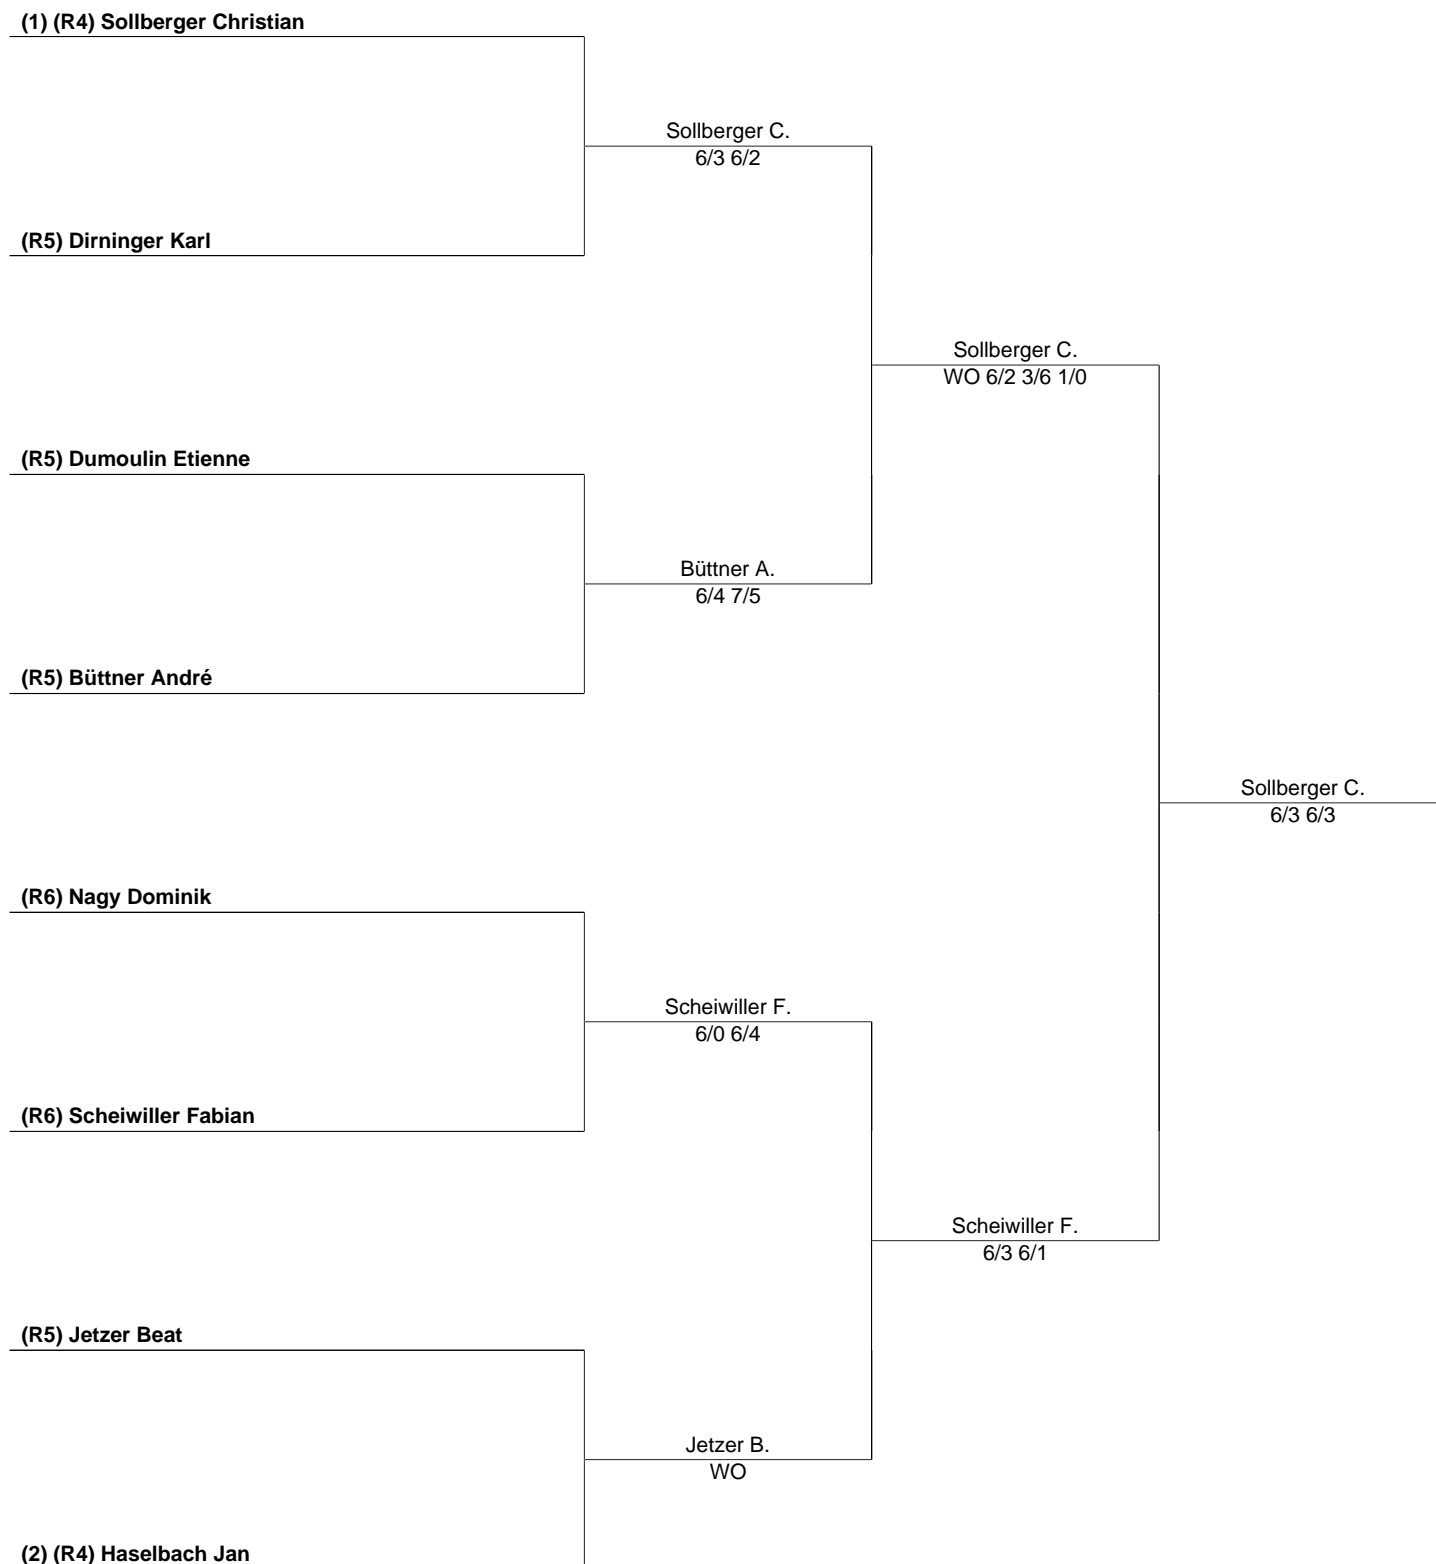 (1) (R4) Sollberger Christian
Sollberger C.
6/3 6/2
(R5) Dirninger Karl
Sollberger C.
WO 6/2 3/6 1/0
(R5) Dumoulin Etienne
Büttner A.
6/4 7/5
(R5) Büttner André
Sollberger C.
6/3 6/3
(R6) Nagy Dominik
Scheiwiller F.
6/0 6/4
(R6) Scheiwiller Fabian
Scheiwiller F.
6/3 6/1
(R5) Jetzer Beat
Jetzer B.
WO
(2) (R4) Haselbach Jan